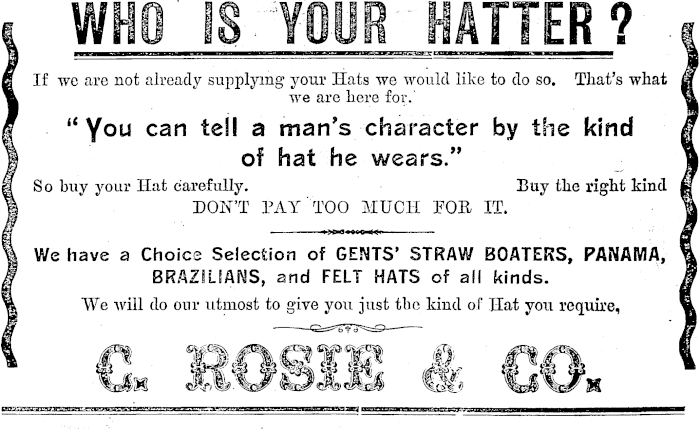 WHO IS YOUR HATTER?
If we are not already supplying your Hats we would like to do so. That's what
we are here for.
"You can tell a man's character by the kind
of hat he wears."
So buy your Hat carefully. Buy the right kind
DON'T PAY TOO MUCH FOR IT.
We have a Choice Selection of GENTS' STRAW BOATERS, PANAMA,
BRAZILIANS, and FELT HATS of all kinds.
We will do our utmost to give you just the kind of Hat you require,
C. ROSIE & CO.